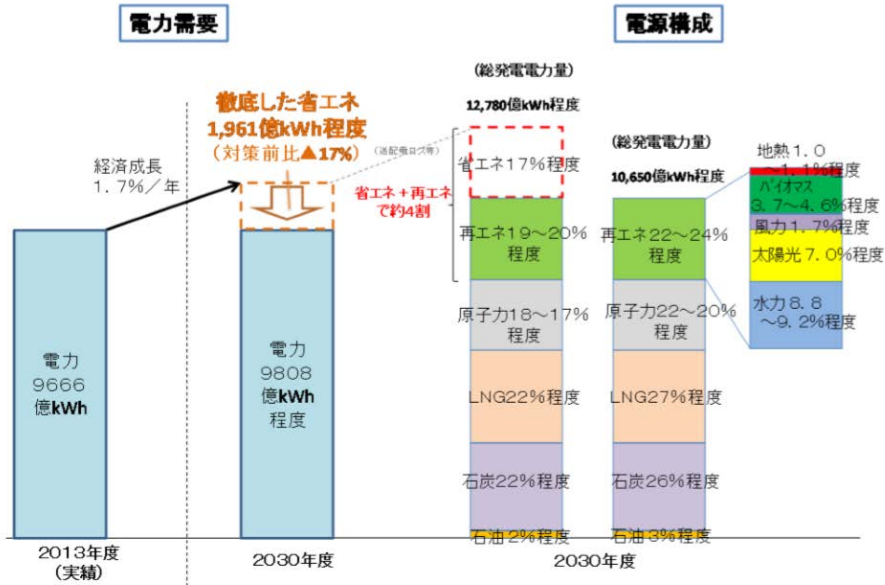 電力需要
電源構成
徹底した省エネ
1,961億kWh程度
(対策前比▲17%)
経済成長
1.7%／年
電力
9666
億kWh
電力
9808
億kWh
程度
2013年度
(実績)
2030年度
(総発電電力量)
12,780億kWh程度
(送配電ロス等)
省エネ+再エネ
で約4割
省エネ17%程度
再エネ19～20%
程度
原子力18～17%
程度
LNG22%程度
石炭22%程度
石油2%程度
(総発電電力量)
10,650億kWh程度
再エネ22～24%
程度
原子力22～20%
程度
LNG27%程度
石炭26%程度
石油3%程度
2030年度
地熱1.0
～1.1%程度
バイオマス
3.7～4.6%程度
風力1.7%程度
太陽光7.0%程度
水力8.8
～9.2%程度